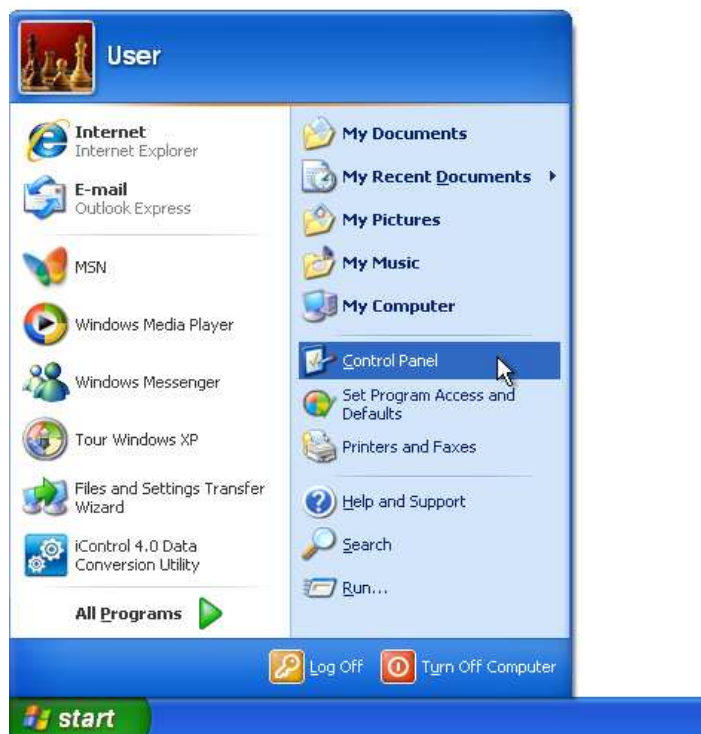 User
Internet
Internet Explorer
E-mail
Outlook Express
MSN
Windows Media Player
Windows Messenger
Tour Windows XP
Files and Settings Transfer
Wizard
iControl 4.0 Data
Conversion Utility
All Programs
My Documents
My Recent Documents
My Pictures
My Music
My Computer
Control Panel
Set Program Access and
Defaults
Printers and Faxes
Help and Support
Search
Run...
Log Off
Turn Off Computer
start